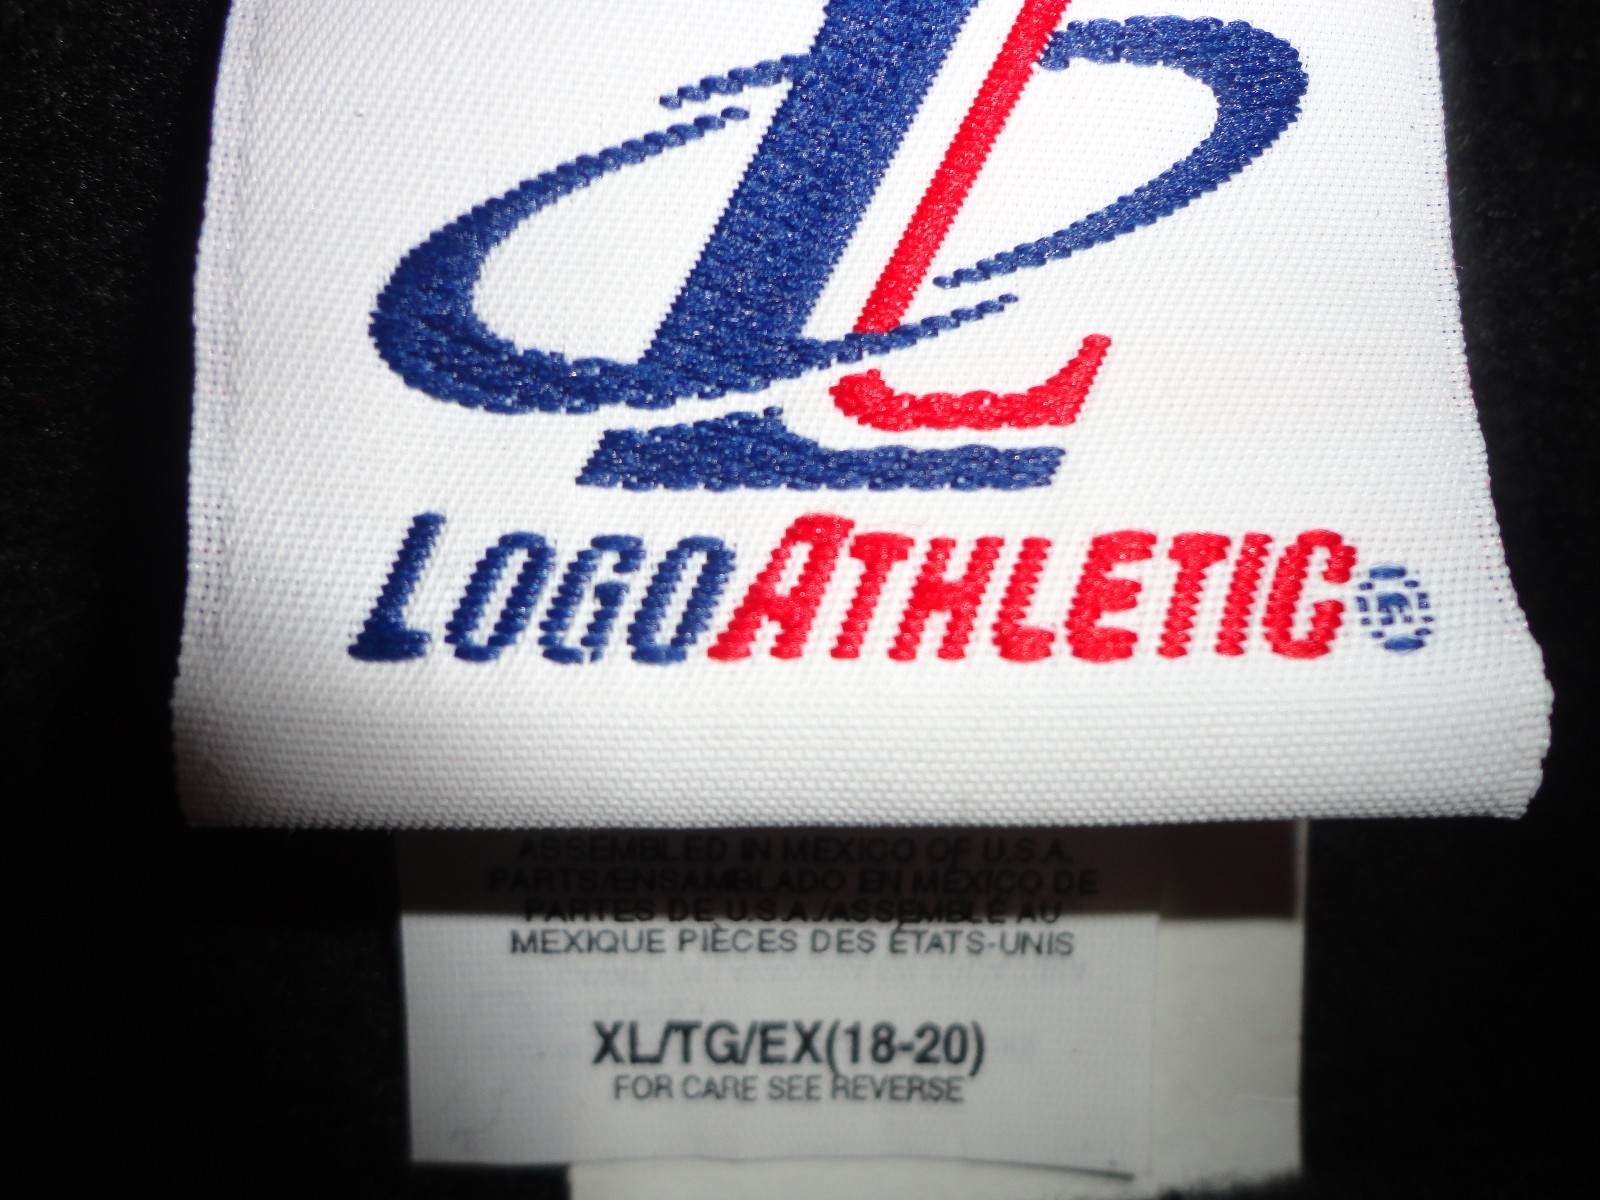 LOGOATHLETIC®
ASSEMBLED IN MEXICO OF U.S.A.
PARTS/ENSAMBLADO EN MÉXICO DE
PARTES DE U.S.A./ASSEMBLÉ AU
MEXIQUE PIÈCES DES ÉTATS-UNIS
XL/TG/EX(18-20)
FOR CARE SEE REVERSE